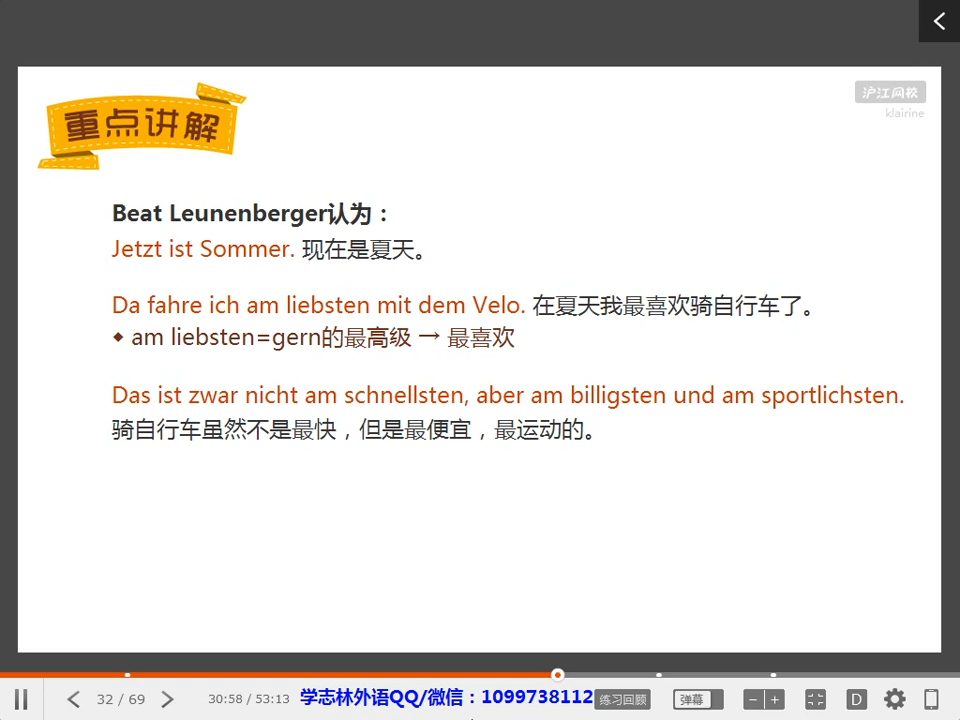 沪江网校
klairine
重点讲解
Beat Leunenberger认为：
Jetzt ist Sommer. 现在是夏天。
Da fahre ich am liebsten mit dem Velo. 在夏天我最喜欢骑自行车了。
◆ am liebsten=gern的最高级 → 最喜欢
Das ist zwar nicht am schnellsten, aber am billigsten und am sportlichsten.
骑自行车虽然不是最快，但是最便宜，最运动的。
32 / 69 30:58 / 53:13 学志林外语QQ/微信：1099738112 练习回顾 弹幕 D